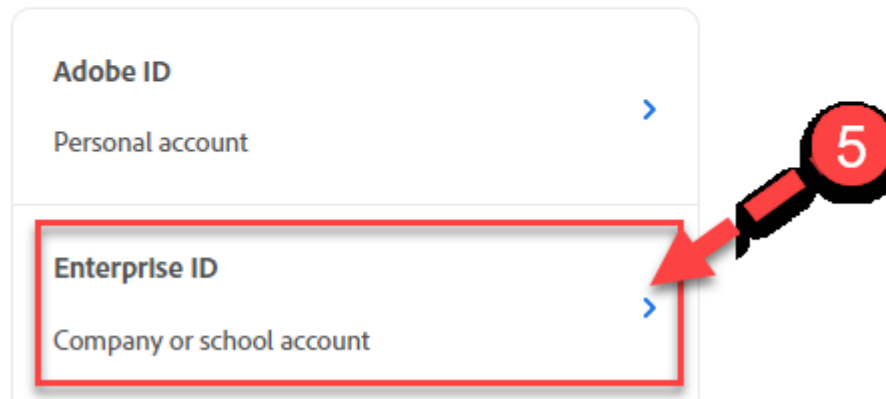 Adobe ID
Personal account
5
Enterprise ID
Company or school account